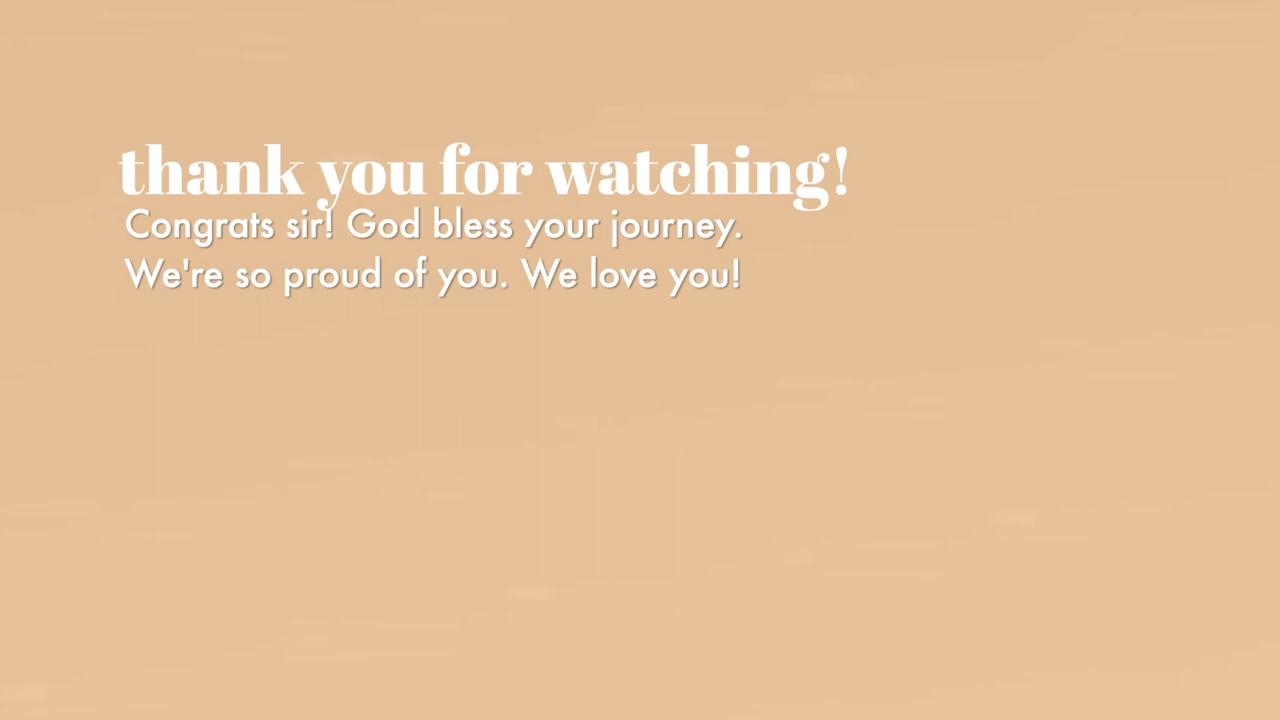 thank you for watching!
Congrats sir! God bless your journey.
We're so proud of you. We love you!